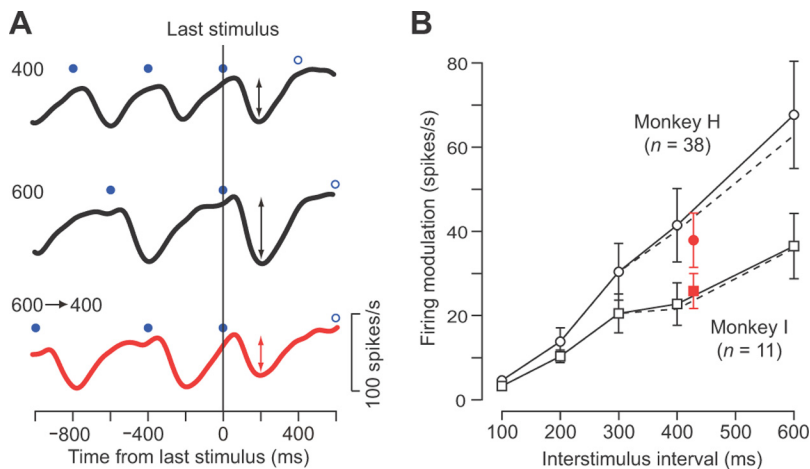 A
Last stimulus
400
600
600 → 400
100 spikes/s
−800 −400 0 400
Time from last stimulus (ms)
B
Firing modulation (spikes/s)
80
60
40
20
0
Monkey H
(n = 38)
Monkey I
(n = 11)
100 200 300 400 500 600
Interstimulus interval (ms)